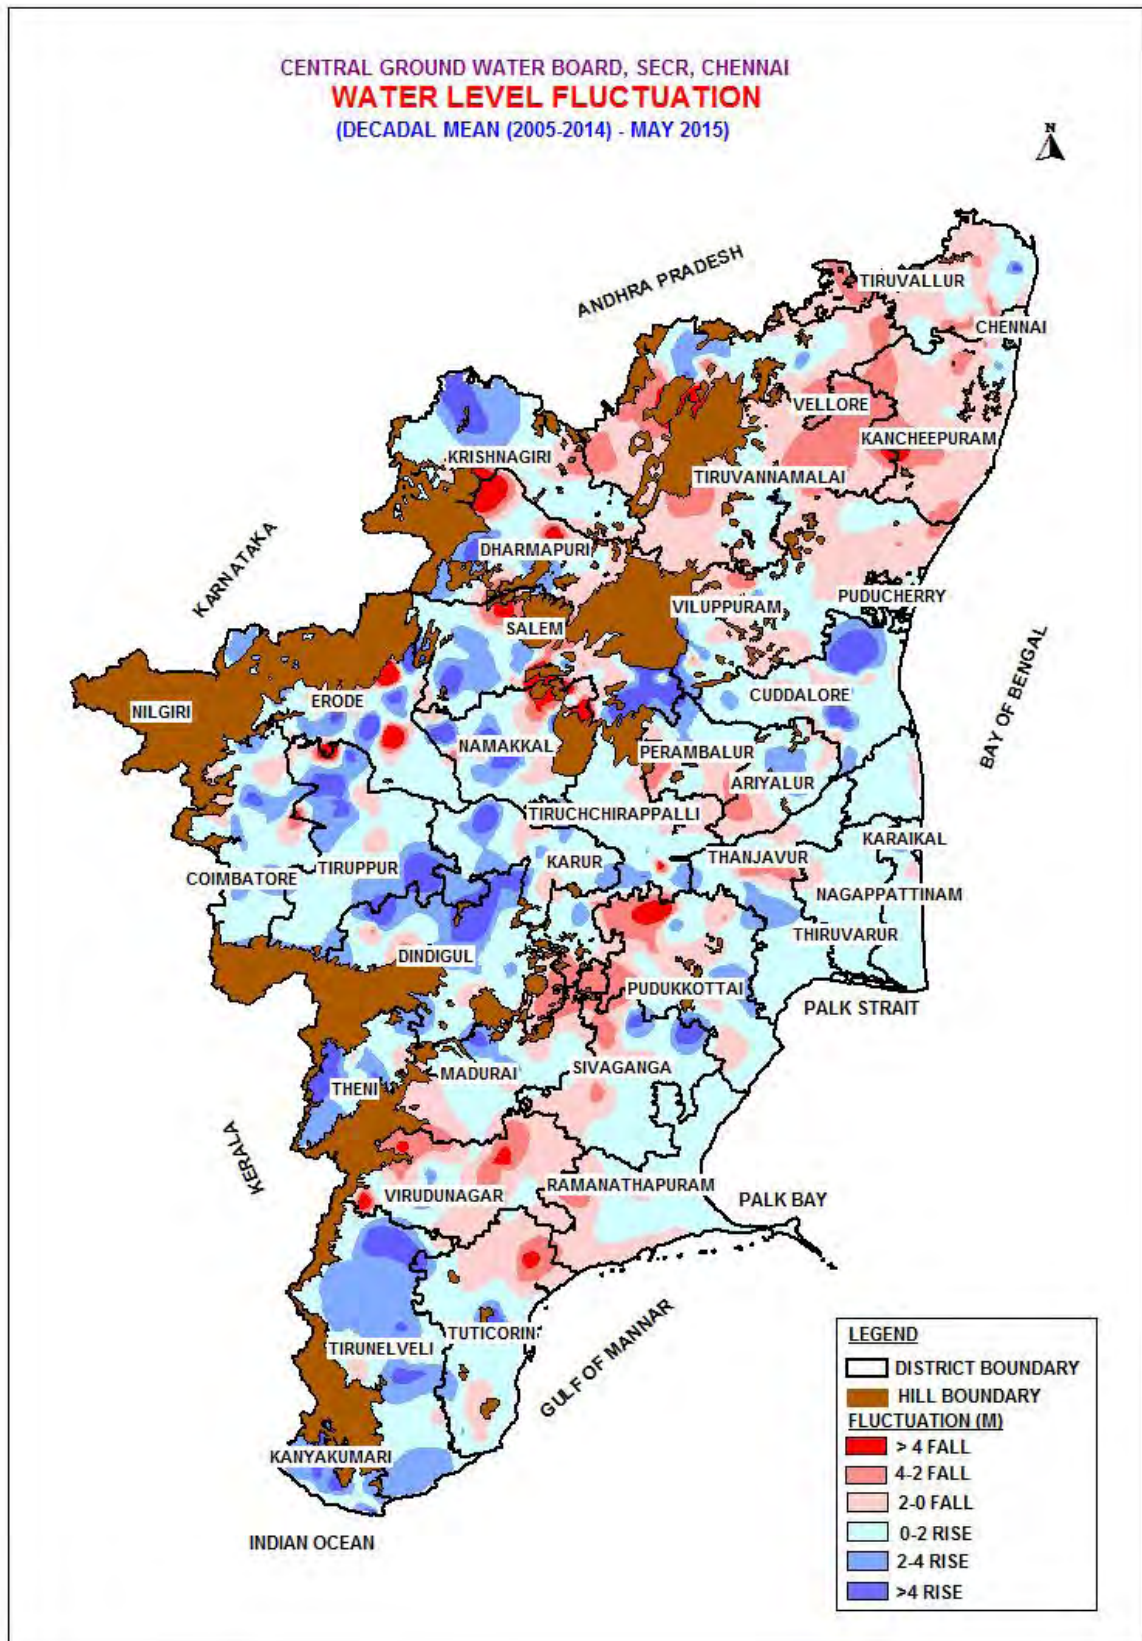 CENTRAL GROUND WATER BOARD, SECR, CHENNAI
WATER LEVEL FLUCTUATION
(DECADAL MEAN (2005-2014) - MAY 2015)
N
ANDHRA PRADESH
TIRUVALLUR
CHENNAI
VELLORE
KANCHEEPURAM
KRISHNAGIRI
TIRUVANNAMALAI
KARNATAKA
DHARMAPURI
PUDUCHERRY
VILUPPURAM
SALEM
BAY OF BENGAL
CUDDALORE
ERODE
NILGIRI
NAMAKKAL
PERAMBALUR
ARIYALUR
TIRUCHCHIRAPPALLI
KARAIKAL
THANJAVUR
KARUR
TIRUPPUR
COIMBATORE
NAGAPPATTINAM
THIRUVARUR
DINDIGUL
PUDUKKOTTAI
PALK STRAIT
SIVAGANGA
MADURAI
THENI
KERALA
RAMANATHAPURAM
VIRUDUNAGAR
PALK BAY
TUTICORIN
TIRUNELVELI
GULF OF MANNAR
KANYAKUMARI
INDIAN OCEAN
LEGEND
DISTRICT BOUNDARY
HILL BOUNDARY
FLUCTUATION (M)
> 4 FALL
4-2 FALL
2-0 FALL
0-2 RISE
2-4 RISE
>4 RISE